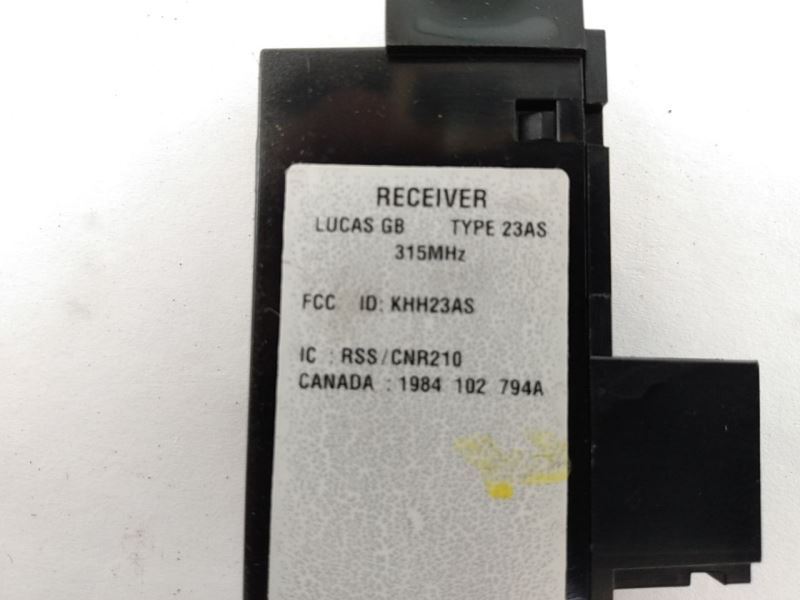 RECEIVER
LUCAS GB TYPE 23AS
315MHz
FCC ID: KHH23AS
IC : RSS/CNR210
CANADA : 1984 102 794A